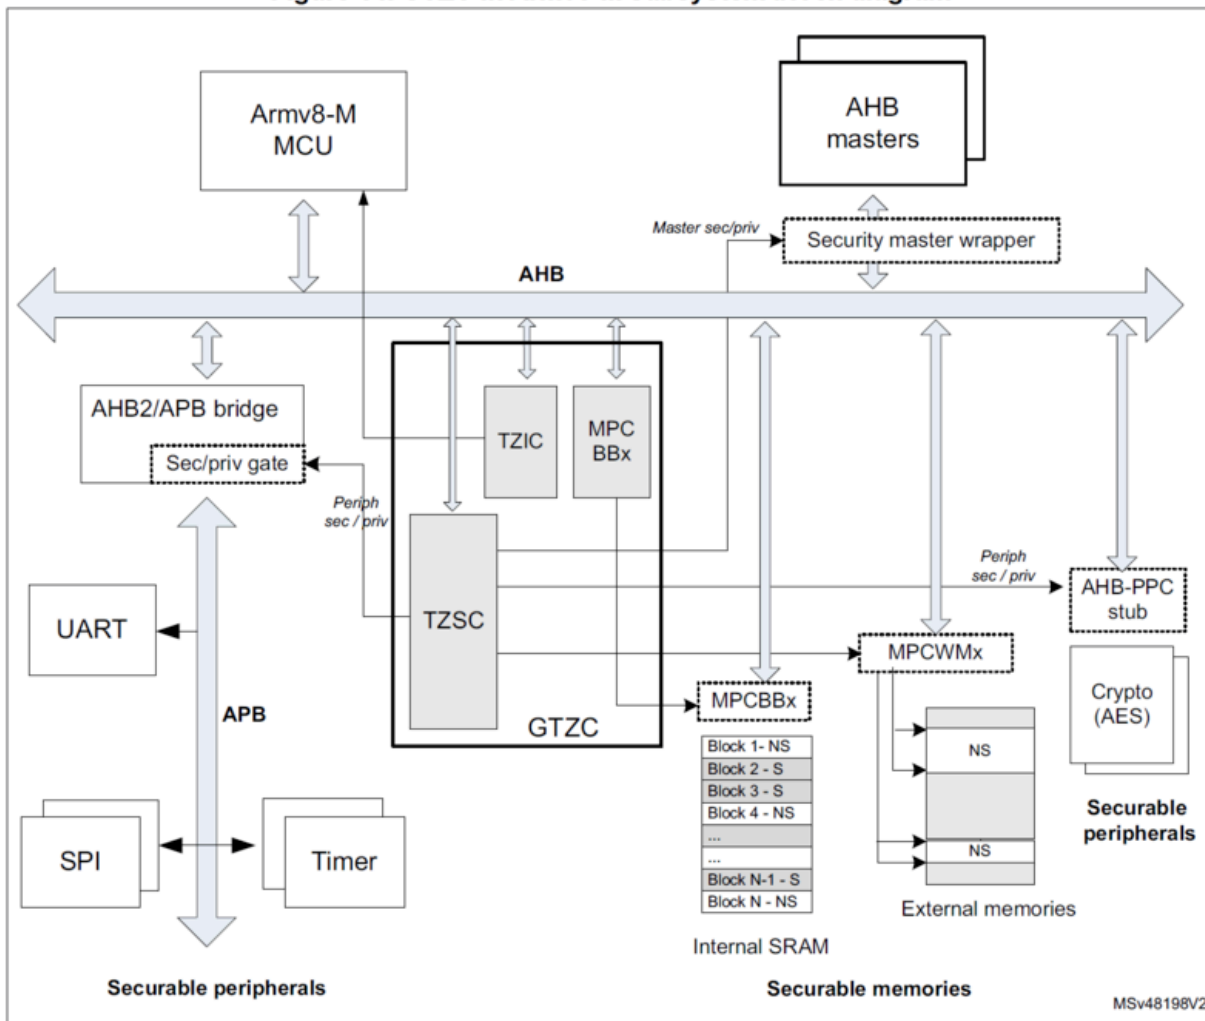 Armv8-M
MCU
AHB
masters
Master sec/priv
Security master wrapper
AHB
AHB2/APB bridge
Sec/priv gate
TZIC
MPC
BBx
Periph
sec / priv
TZSC
GTZC
Periph
sec / priv
AHB-PPC
stub
UART
APB
MPCWMx
MPCBBx
Crypto
(AES)
Block 1- NS
Block 2 - S
Block 3 - S
Block 4 - NS
...
...
Block N-1 - S
Block N - NS
NS
NS
Securable
peripherals
SPI
Timer
External memories
Internal SRAM
Securable peripherals
Securable memories
MSv48198V2